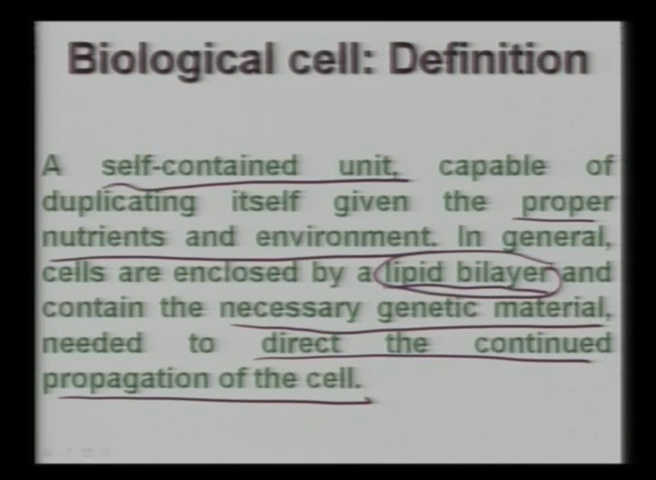 Biological cell: Definition
A self-contained unit, capable of
duplicating itself given the proper
nutrients and environment. In general,
cells are enclosed by a lipid bilayer and
contain the necessary genetic material,
needed to direct the continued
propagation of the cell.